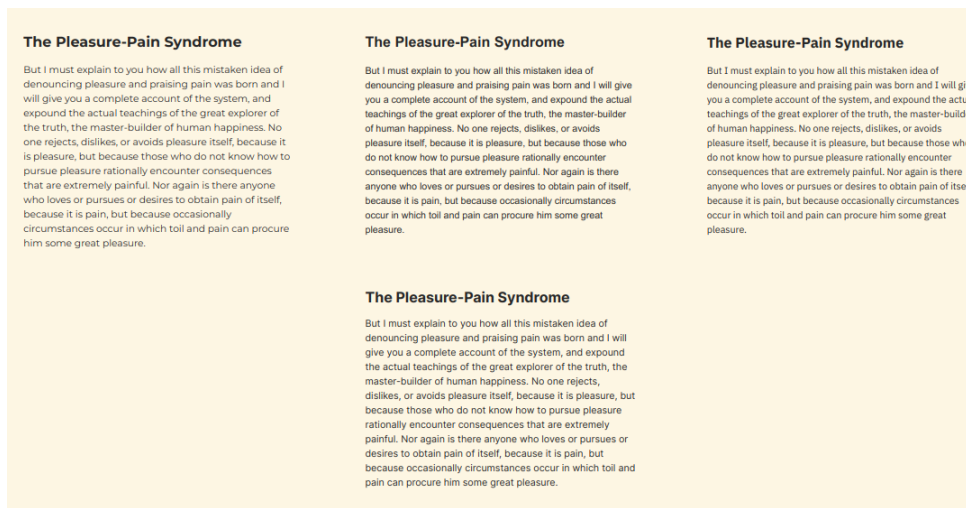 The Pleasure-Pain Syndrome
But I must explain to you how all this mistaken idea of
denouncing pleasure and praising pain was born and I
will give you a complete account of the system, and
expound the actual teachings of the great explorer of
the truth, the master-builder of human happiness. No
one rejects, dislikes, or avoids pleasure itself, because it
is pleasure, but because those who do not know how to
pursue pleasure rationally encounter consequences
that are extremely painful. Nor again is there anyone
who loves or pursues or desires to obtain pain of itself,
because it is pain, but because occasionally
circumstances occur in which toil and pain can procure
him some great pleasure.
The Pleasure-Pain Syndrome
But I must explain to you how all this mistaken idea of
denouncing pleasure and praising pain was born and I will give
you a complete account of the system, and expound the actual
teachings of the great explorer of the truth, the master-builder
of human happiness. No one rejects, dislikes, or avoids
pleasure itself, because it is pleasure, but because those who
do not know how to pursue pleasure rationally encounter
consequences that are extremely painful. Nor again is there
anyone who loves or pursues or desires to obtain pain of itself,
because it is pain, but because occasionally circumstances
occur in which toil and pain can procure him some great
pleasure.
The Pleasure-Pain Syndrome
But I must explain to you how all this mistaken idea of
denouncing pleasure and praising pain was born and I will gi
you a complete account of the system, and expound the actu
teachings of the great explorer of the truth, the master-build
of human happiness. No one rejects, dislikes, or avoids
pleasure itself, because it is pleasure, but because those wh
do not know how to pursue pleasure rationally encounter
consequences that are extremely painful. Nor again is there
anyone who loves or pursues or desires to obtain pain of itse
because it is pain, but because occasionally circumstances
occur in which toil and pain can procure him some great
pleasure.
The Pleasure-Pain Syndrome
But I must explain to you how all this mistaken idea of
denouncing pleasure and praising pain was born and I will
give you a complete account of the system, and expound
the actual teachings of the great explorer of the truth, the
master-builder of human happiness. No one rejects,
dislikes, or avoids pleasure itself, because it is pleasure, but
because those who do not know how to pursue pleasure
rationally encounter consequences that are extremely
painful. Nor again is there anyone who loves or pursues or
desires to obtain pain of itself, because it is pain, but
because occasionally circumstances occur in which toil and
pain can procure him some great pleasure.